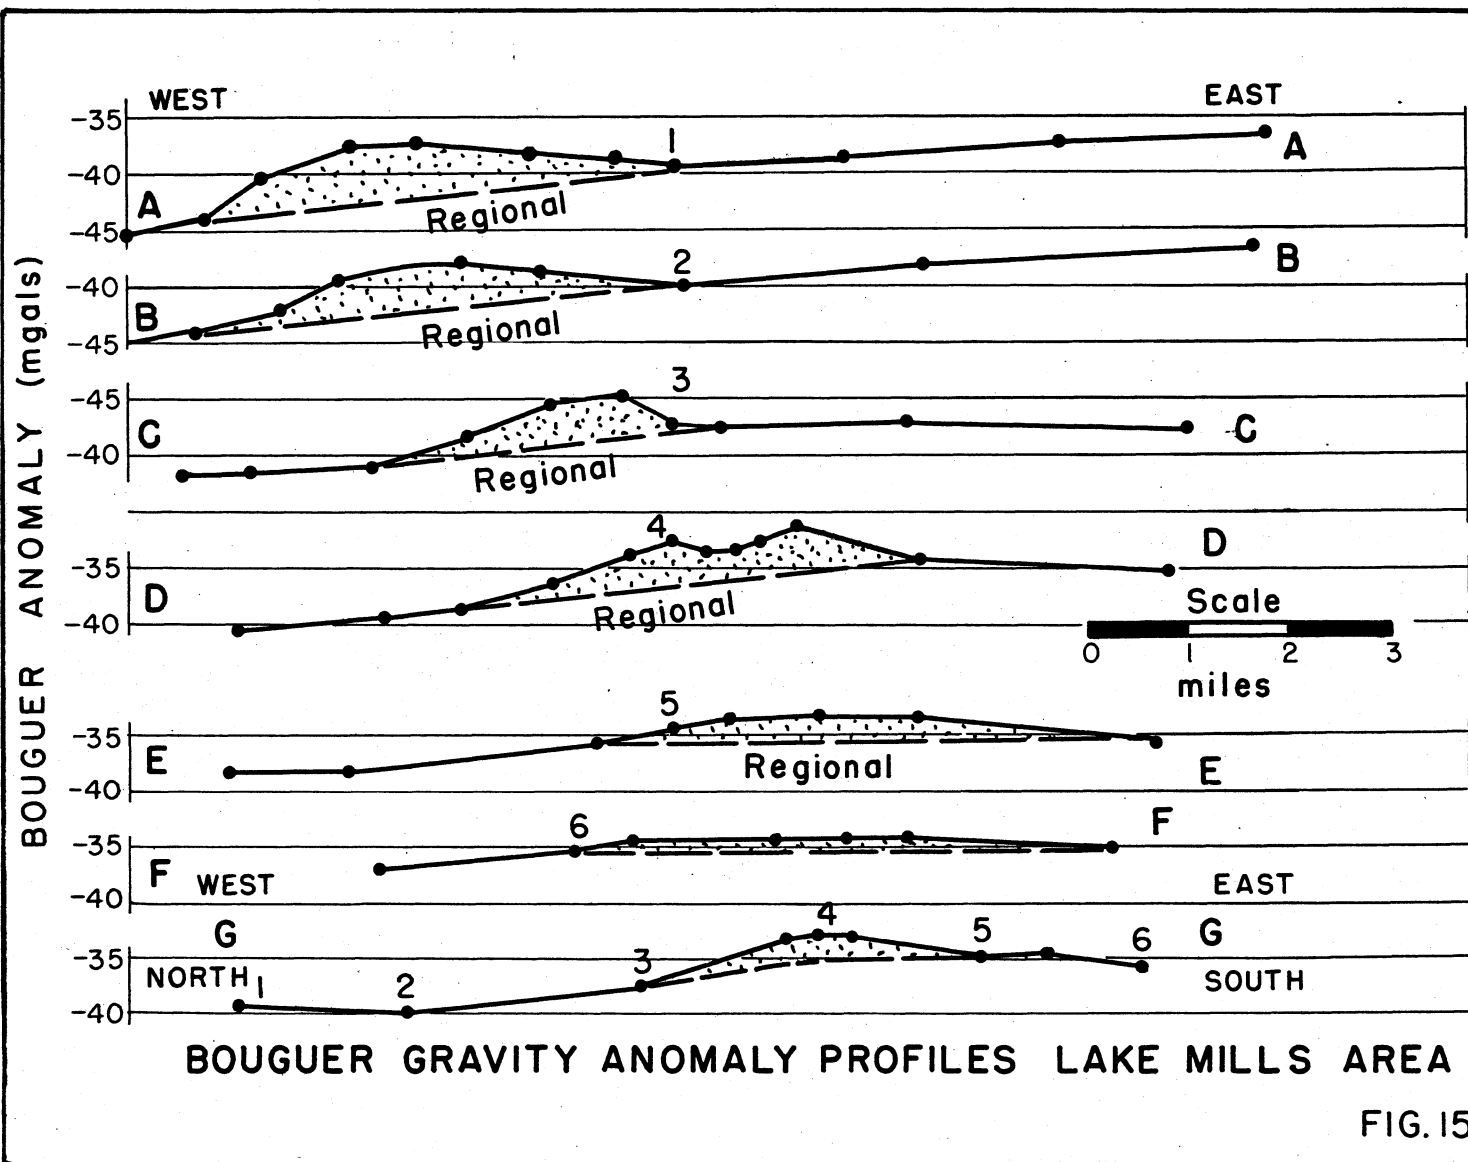 WEST EAST
-35
1
A
-40
A
Regional
-45
2
B
-40
B
Regional
-45
3
-45
C C
-40
Regional
4
D
-35
D
Scale
Regional
-40
0 1 2 3
miles
5
-35
E
Regional
E
-40
6
F
-35
F WEST EAST
-40
4
G 5 6 G
-35
NORTH 1 2 3 SOUTH
-40
BOUGUER ANOMALY (mgals)
BOUGUER GRAVITY ANOMALY PROFILES LAKE MILLS AREA
FIG. 15